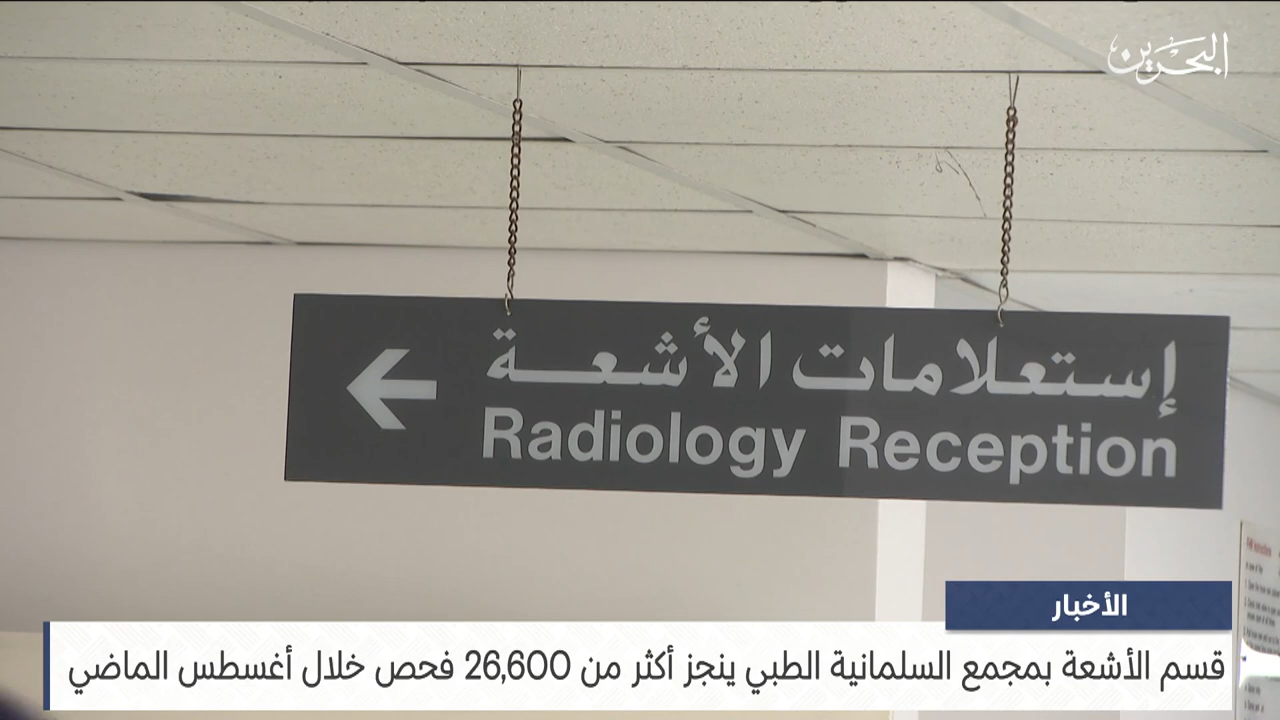 البحرين
إستعلامات الأشعة
Radiology Reception
الأخبار
قسم الأشعة بمجمع السلمانية الطبي ينجز أكثر من 26,600 فحص خلال أغسطس الماضي